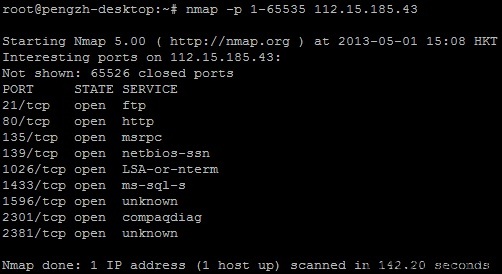 root@pengzh-desktop:~# nmap -p 1-65535 112.15.185.43
Starting Nmap 5.00 ( http://nmap.org ) at 2013-05-01 15:08 HKT
Interesting ports on 112.15.185.43:
Not shown: 65526 closed ports
PORT     STATE SERVICE
21/tcp   open  ftp
80/tcp   open  http
135/tcp  open  msrpc
139/tcp  open  netbios-ssn
1026/tcp open  LSA-or-nterm
1433/tcp open  ms-sql-s
1596/tcp open  unknown
2301/tcp open  compaqdiag
2381/tcp open  unknown
Nmap done: 1 IP address (1 host up) scanned in 142.20 seconds